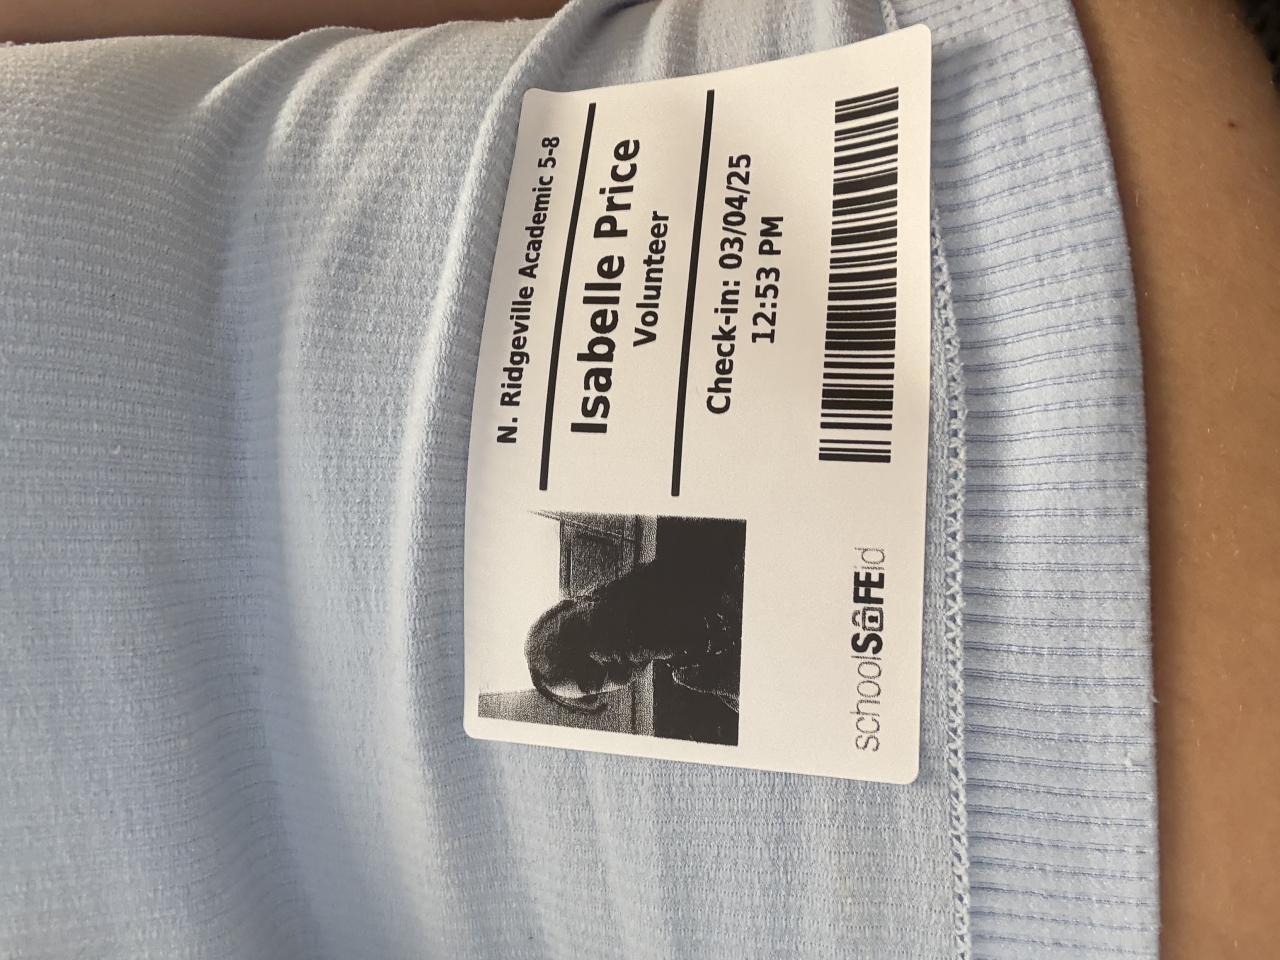 N. Ridgeville Academic 5-8
Isabelle Price
Volunteer
Check-in: 03/04/25
12:53 PM
schoolSAFEid